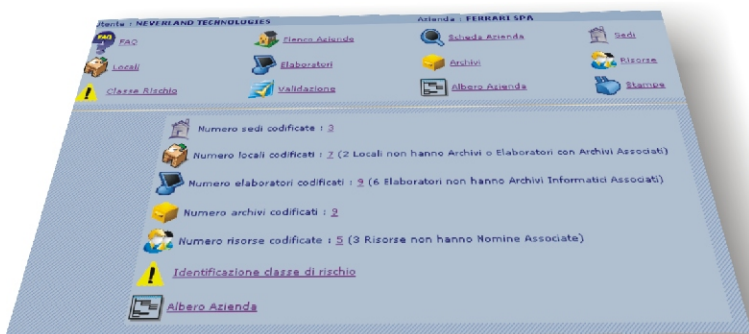 Utente : NEVERLAND TECHNOLOGIES Azienda : FERRARI SPA
FAQ FAQ Elenco Aziende Scheda Azienda Sedi
Locali Elaboratori Archivi Risorse
Classe Rischio Validazione Albero Azienda Stampe
Numero sedi codificate : 3
Numero locali codificati : 7 (2 Locali non hanno Archivi o Elaboratori con Archivi Associati)
Numero elaboratori codificati : 9 (6 Elaboratori non hanno Archivi Informatici Associati)
Numero archivi codificati : 9
Numero risorse codificate : 5 (3 Risorse non hanno Nomine Associate)
Identificazione classe di rischio
Albero Azienda